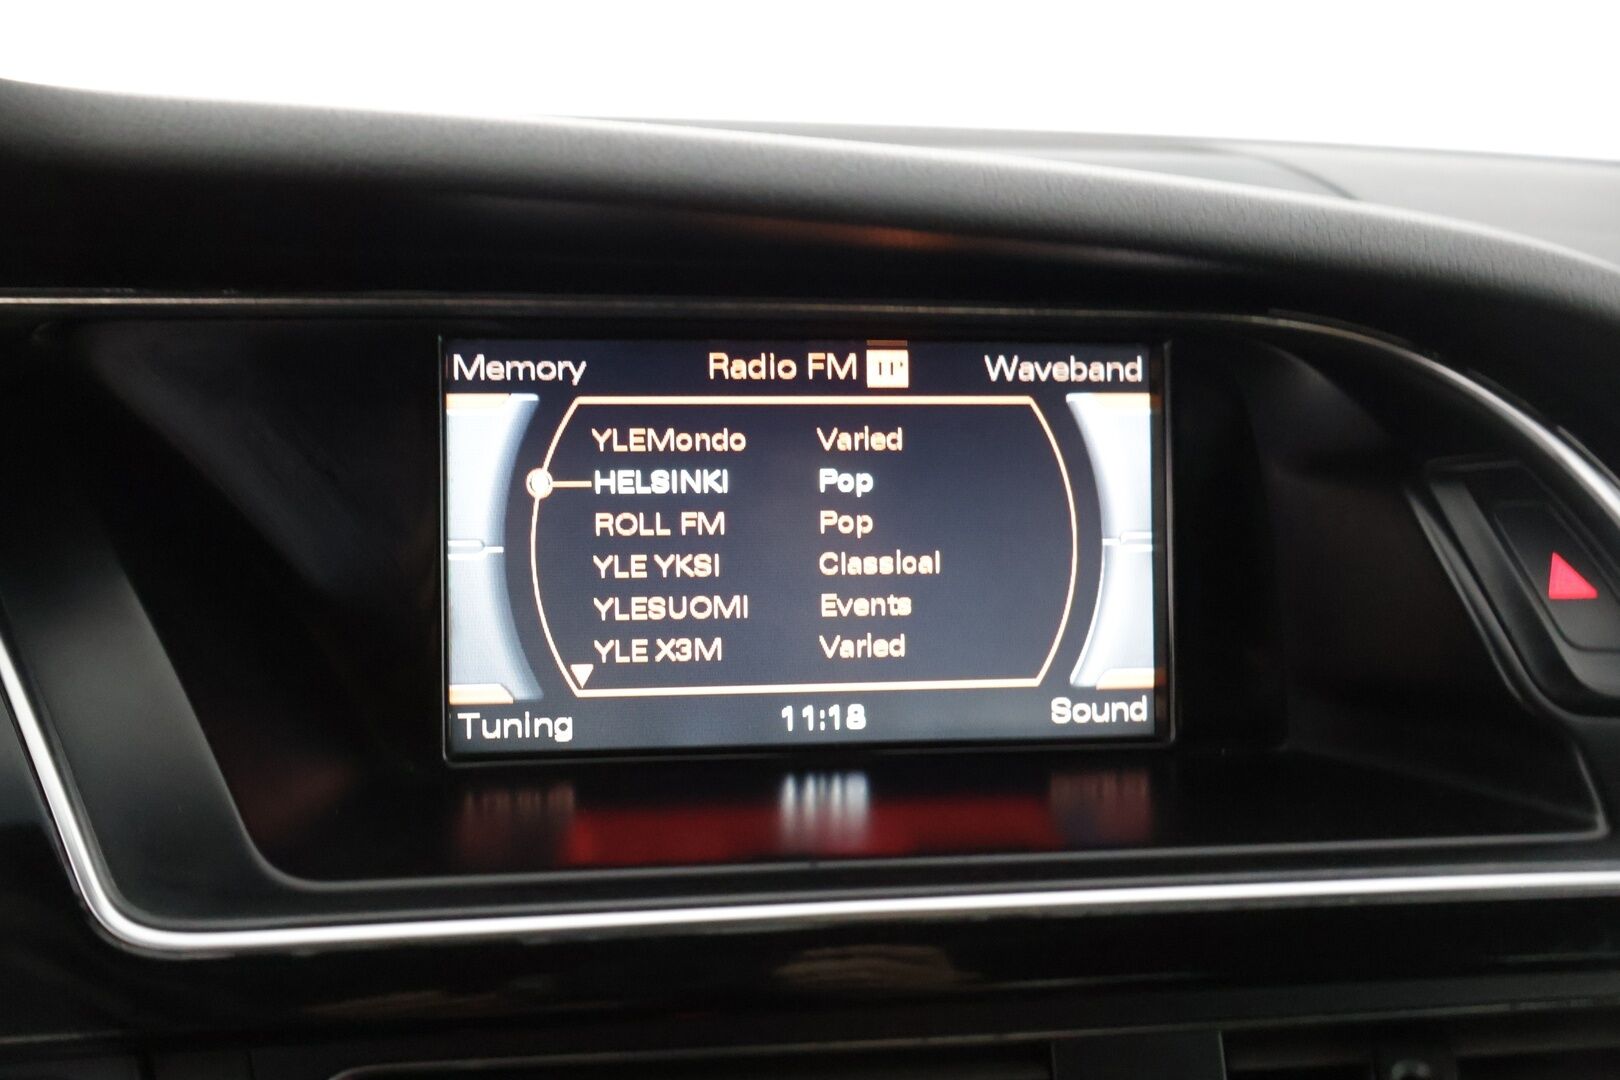 Memory Radio FM TP Waveband
YLEMondo Varied
HELSINKI Pop
ROLL FM Pop
YLE YKSI Classical
YLESUOMI Events
YLE X3M Varied
Tuning 11:18 Sound